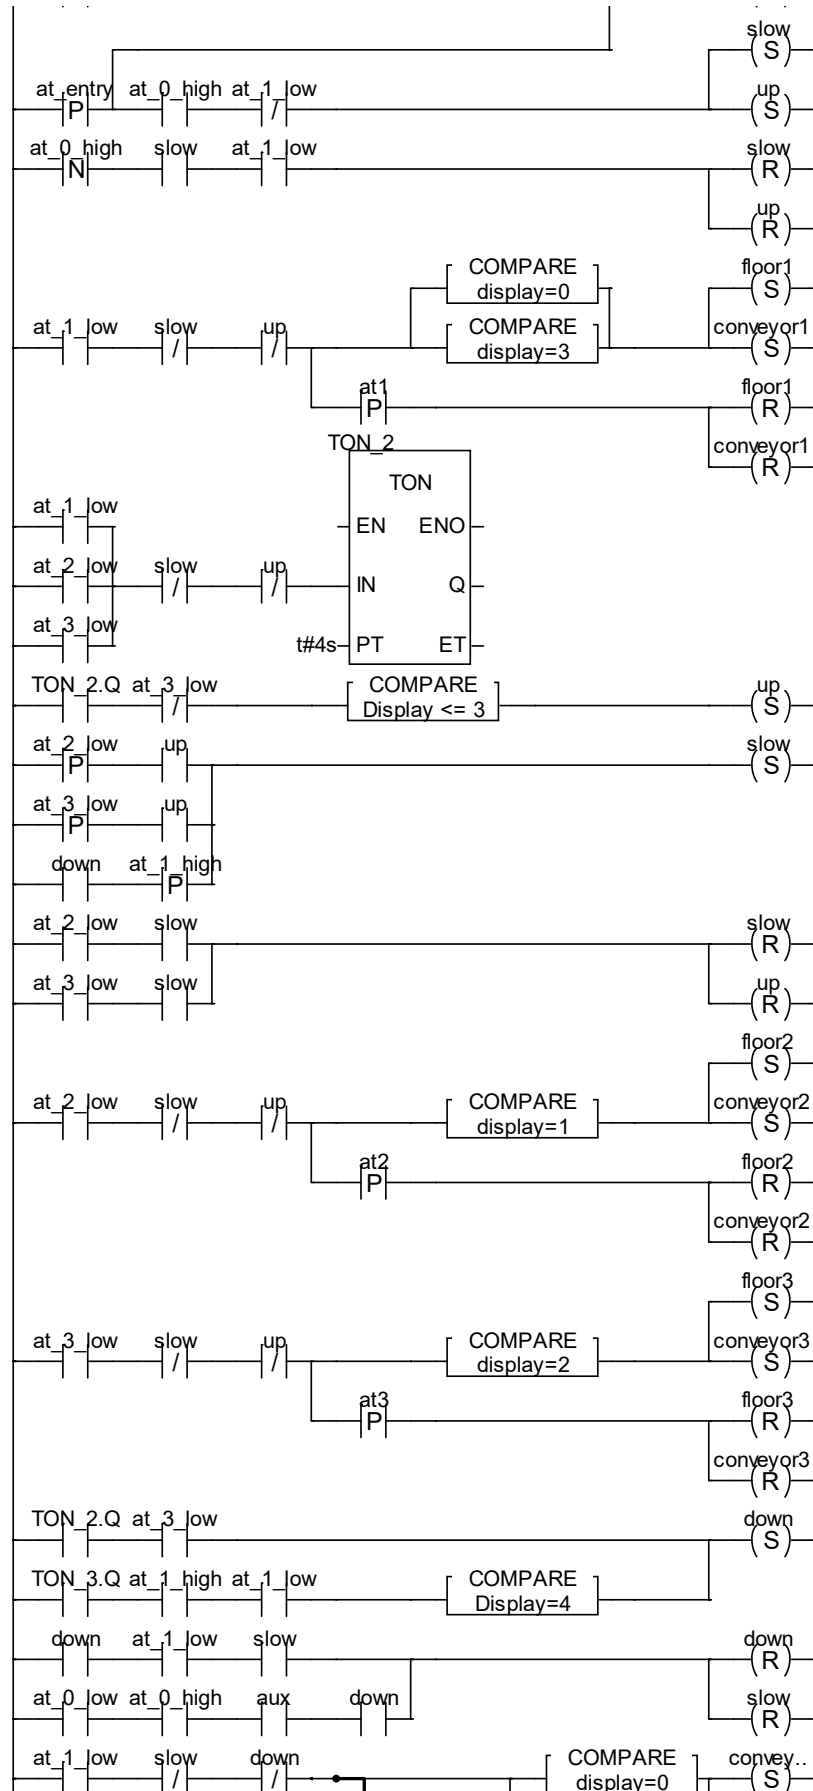 slow
S
at_entry at_0_high at_1_low up
P / S
at_0_high slow at_1_low slow
N R
up
R
COMPARE floor1
display=0 S
at_1_low slow up COMPARE conveyor1
/ / display=3 S
at1 floor1
P R
TON_2 conveyor1
R
TON
at_1_low
EN ENO
at_2_low slow up
/ / IN Q
at_3_low
t#4s PT ET
TON_2.Q at_3_low COMPARE up
/ Display <= 3 S
at_2_low up slow
P S
at_3_low up
P
down at_1_high
P
at_2_low slow slow
R
at_3_low slow up
R
floor2
S
at_2_low slow up COMPARE conveyor2
/ / display=1 S
at2 floor2
P R
conveyor2
R
floor3
S
at_3_low slow up COMPARE conveyor3
/ / display=2 S
at3 floor3
P R
conveyor3
R
TON_2.Q at_3_low down
S
TON_3.Q at_1_high at_1_low COMPARE
/ Display=4
down at_1_low slow down
R
at_0_low at_0_high aux down slow
R
at_1_low slow down COMPARE convey..
/ / display=0 S